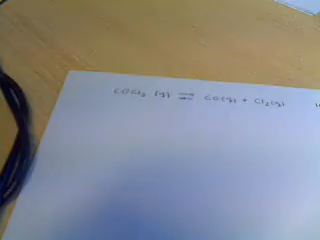 COCl₂ (g) ⇌ CO(g) + Cl₂(g)